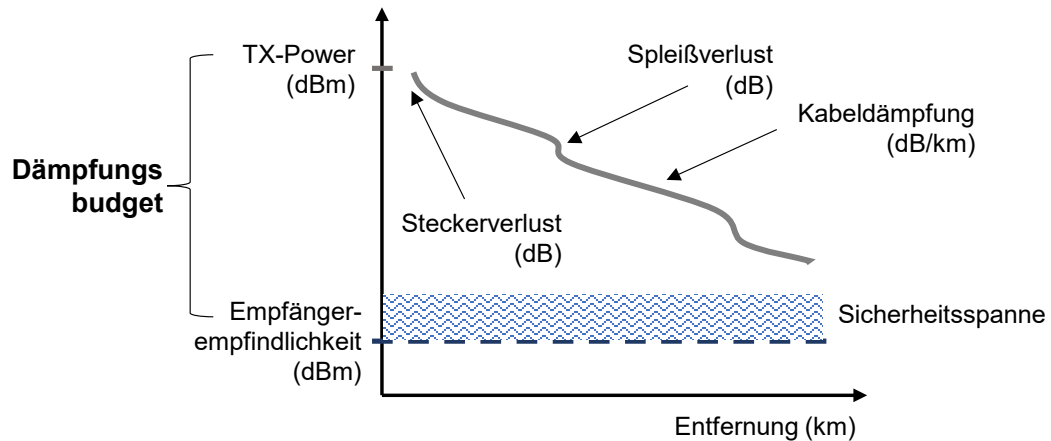 TX-Power
(dBm)
Spleißverlust
(dB)
Kabeldämpfung
(dB/km)
Dämpfungs
budget
Steckerverlust
(dB)
Empfänger-
empfindlichkeit
(dBm)
Sicherheitsspanne
Entfernung (km)